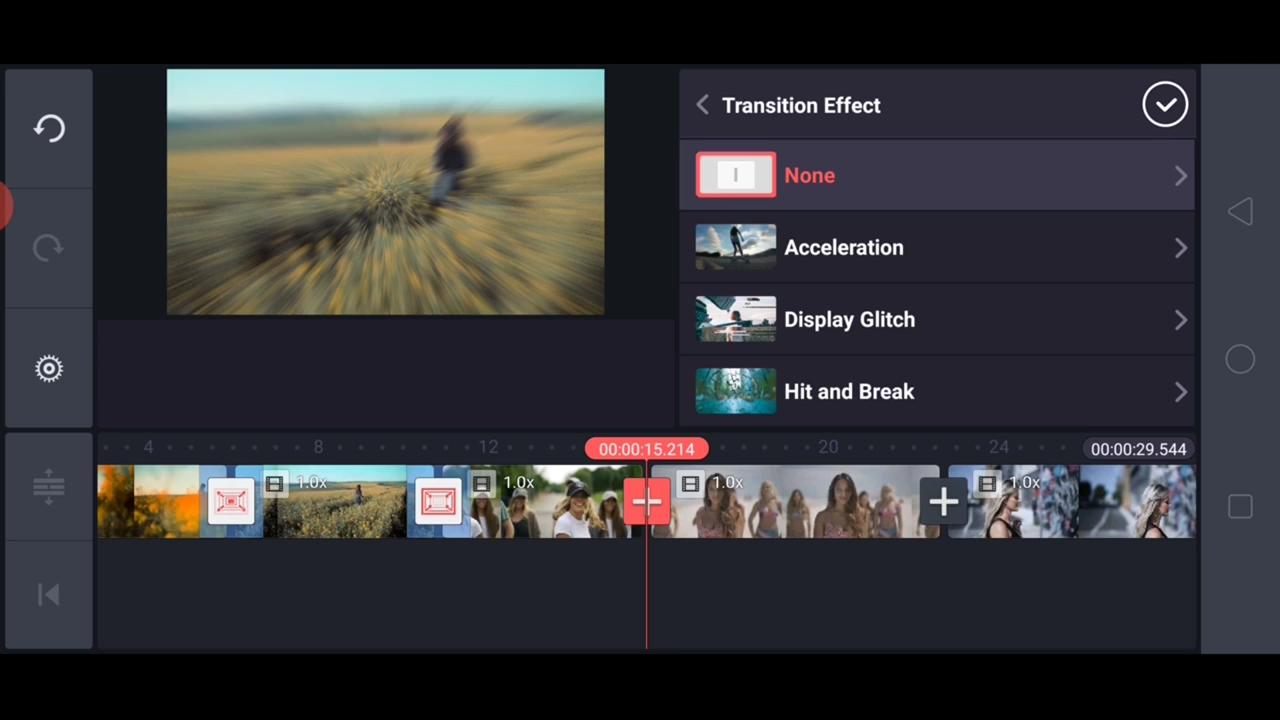 Transition Effect
None
Acceleration
Display Glitch
Hit and Break
4
8
12
00:00:15.214
20
24
00:00:29.544
1.0x
1.0x
1.0x
1.0x